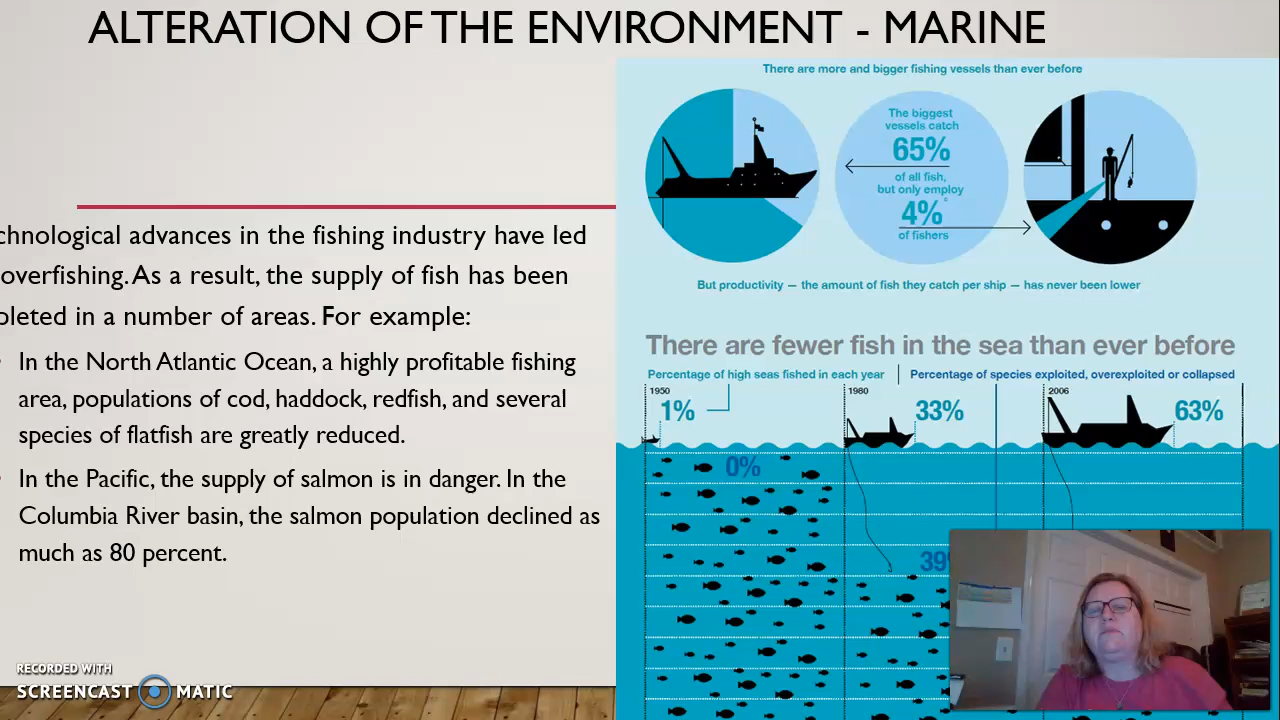 ALTERATION OF THE ENVIRONMENT - MARINE
There are more and bigger fishing vessels than ever before
The biggest
vessels catch
65%
of all fish,
but only employ
4%
of fishers
But productivity — the amount of fish they catch per ship — has never been lower
chnological advances in the fishing industry have led
overfishing. As a result, the supply of fish has been
pleted in a number of areas. For example:
• In the North Atlantic Ocean, a highly profitable fishing
area, populations of cod, haddock, redfish, and several
species of flatfish are greatly reduced.
• In the Pacific, the supply of salmon is in danger. In the
Columbia River basin, the salmon population declined as
much as 80 percent.
There are fewer fish in the sea than ever before
Percentage of high seas fished in each year
Percentage of species exploited, overexploited or collapsed
1950
1%
1980
33%
2006
63%
0%
39
RECORDED WITH
SCREENCAST MATIC